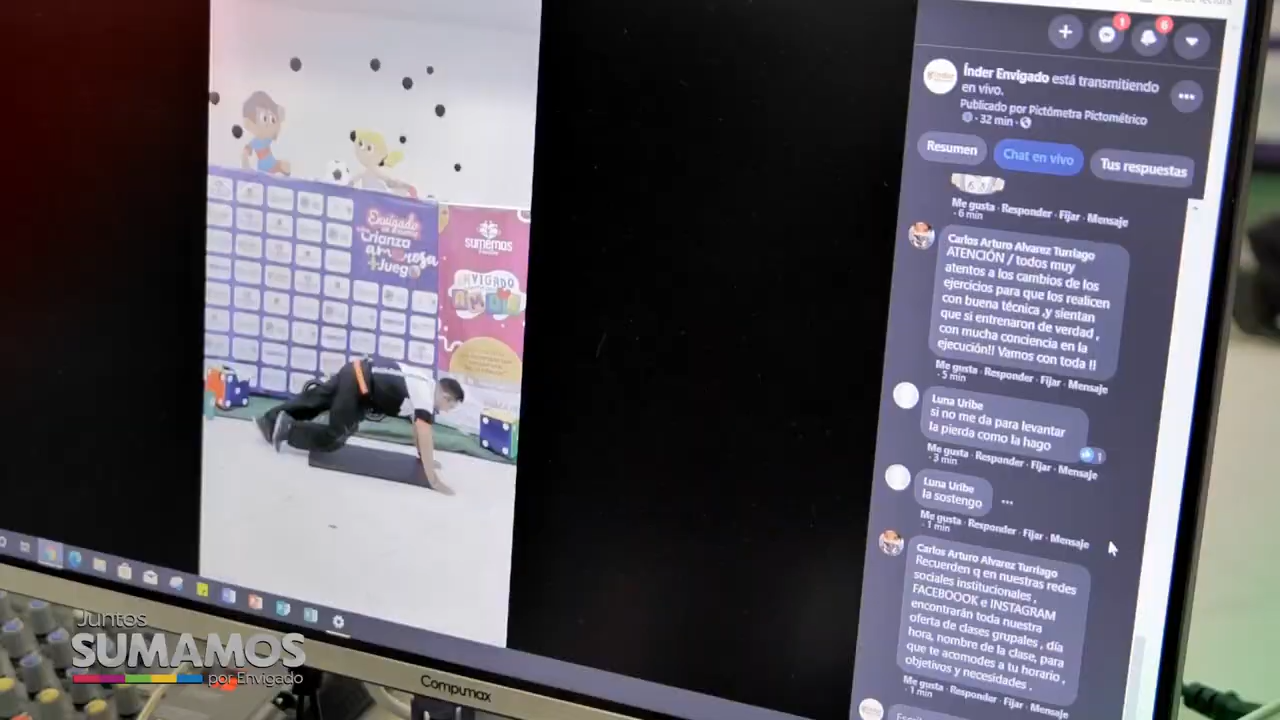 Índer Envigado está transmitiendo
en vivo.
Publicado por Pictómetra Pictométrico
32 min
Resumen
Chat en vivo
Tus respuestas
Me gusta · Responder · Fijar · Mensaje
· 6 min
Carlos Arturo Alvarez Turriago
ATENCIÓN / todos muy
atentos a los cambios de los
ejercicios para que los realicen
con buena técnica ,y sientan
que si entrenaron de verdad ,
con mucha conciencia en la
ejecución!! Vamos con toda !!
Me gusta · Responder · Fijar · Mensaje
· 5 min
Luna Uribe
si no me da para levantar
la pierda como la hago
1
Me gusta · Responder · Fijar · Mensaje
· 3 min
Luna Uribe
la sostengo
Me gusta · Responder · Fijar · Mensaje
· 1 min
Carlos Arturo Alvarez Turriago
Recuerden q en nuestras redes
sociales institucionales ,
FACEBOOOK e INSTAGRAM
encontrarán toda nuestra
oferta de clases grupales , día
hora, nombre de la clase, para
que te acomodes a tu horario ,
objetivos y necesidades .
Me gusta · Responder · Fijar · Mensaje
· 1 min
1
6
Envigado
Crianza
amorosa
+Juego
sumemos
ENVIGADO
Compumax
Juntos
SUMAMOS
por Envigado